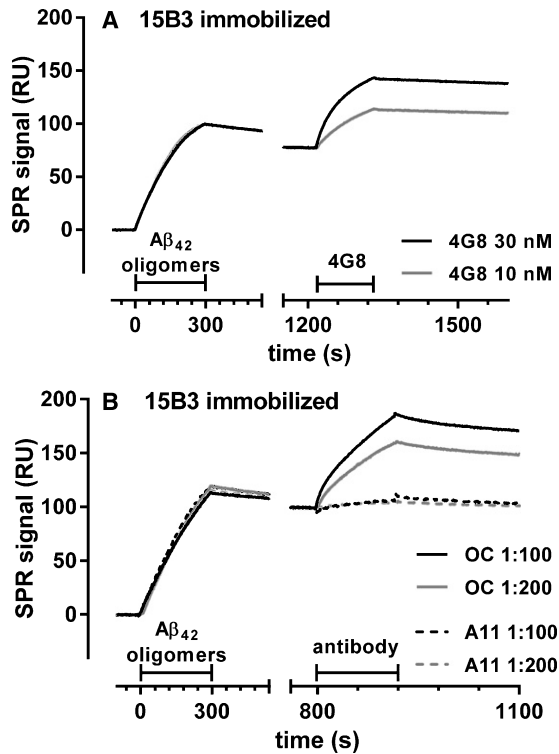 A 15B3 immobilized
SPR signal (RU)
200
150
100
50
0
Aβ42
oligomers
4G8
4G8 30 nM
4G8 10 nM
0 300 1200 1500
time (s)
B 15B3 immobilized
SPR signal (RU)
200
150
100
50
0
OC 1:100
OC 1:200
A11 1:100
A11 1:200
Aβ42
oligomers
antibody
0 300 800 1100
time (s)